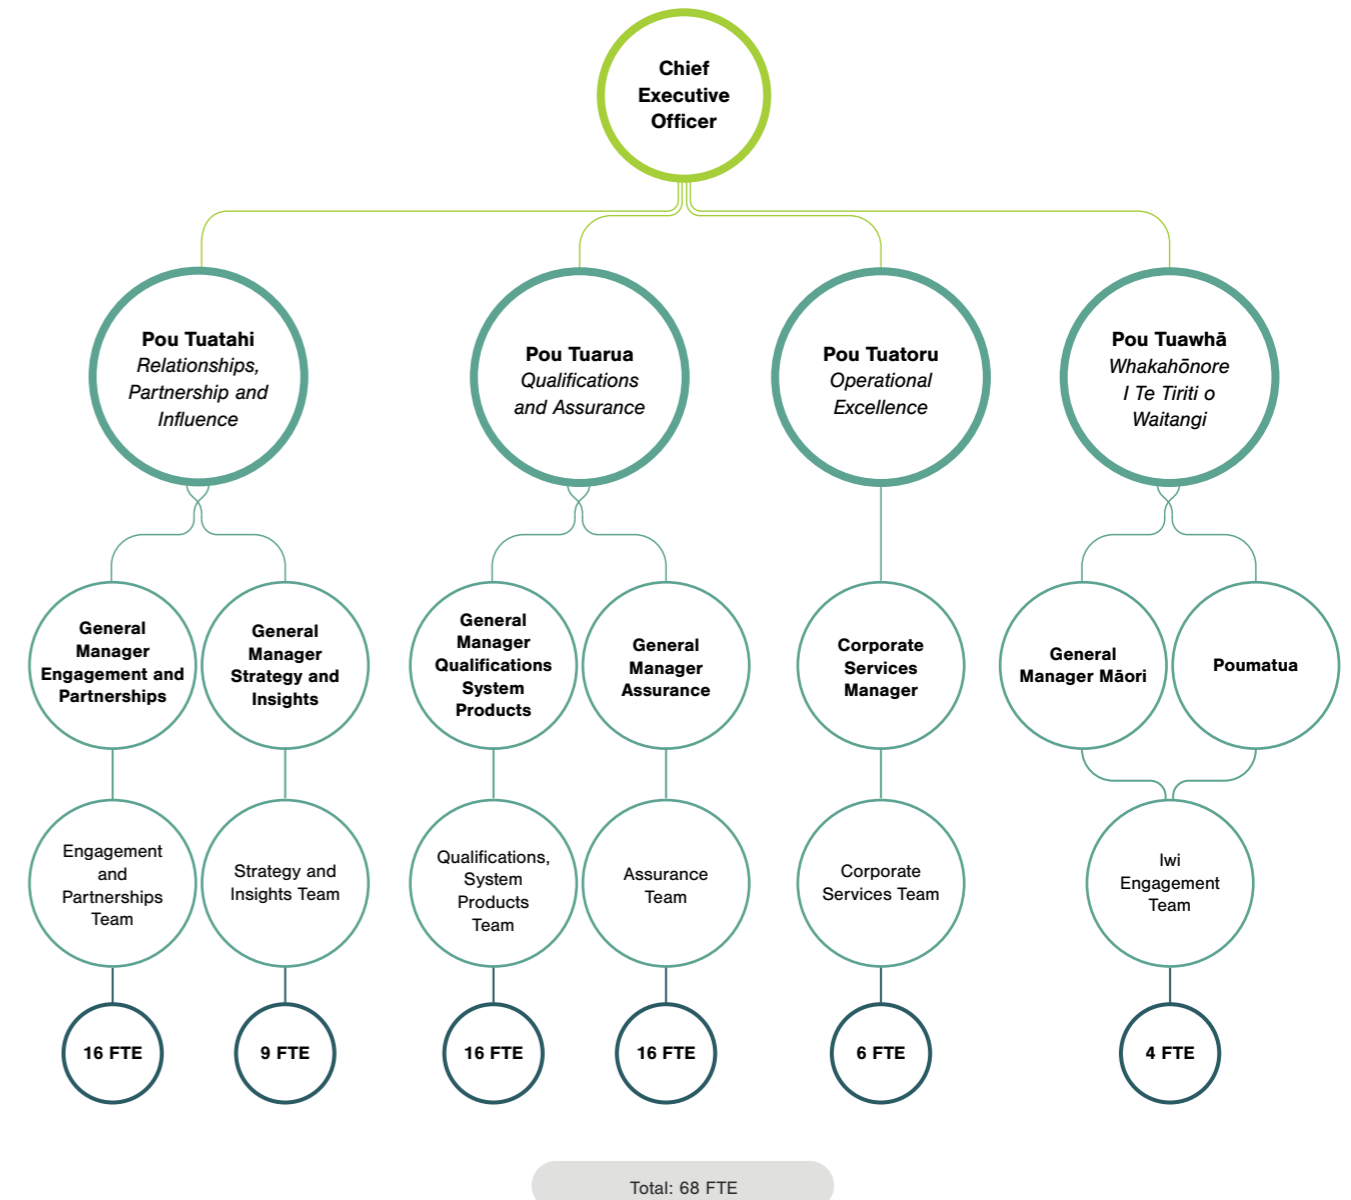 Chief
Executive
Officer
Pou Tuatahi
Relationships,
Partnership and
Influence
Pou Tuarua
Qualifications
and Assurance
Pou Tuatoru
Operational
Excellence
Pou Tuawhā
Whakahōnore
I Te Tiriti o
Waitangi
General
Manager
Engagement and
Partnerships
General
Manager
Strategy and
Insights
General
Manager
Qualifications
System
Products
General
Manager
Assurance
Corporate
Services
Manager
General
Manager Māori
Poumatua
Engagement
and
Partnerships
Team
Strategy and
Insights Team
Qualifications,
System
Products
Team
Assurance
Team
Corporate
Services Team
Iwi
Engagement
Team
16 FTE
9 FTE
16 FTE
16 FTE
6 FTE
4 FTE
Total: 68 FTE